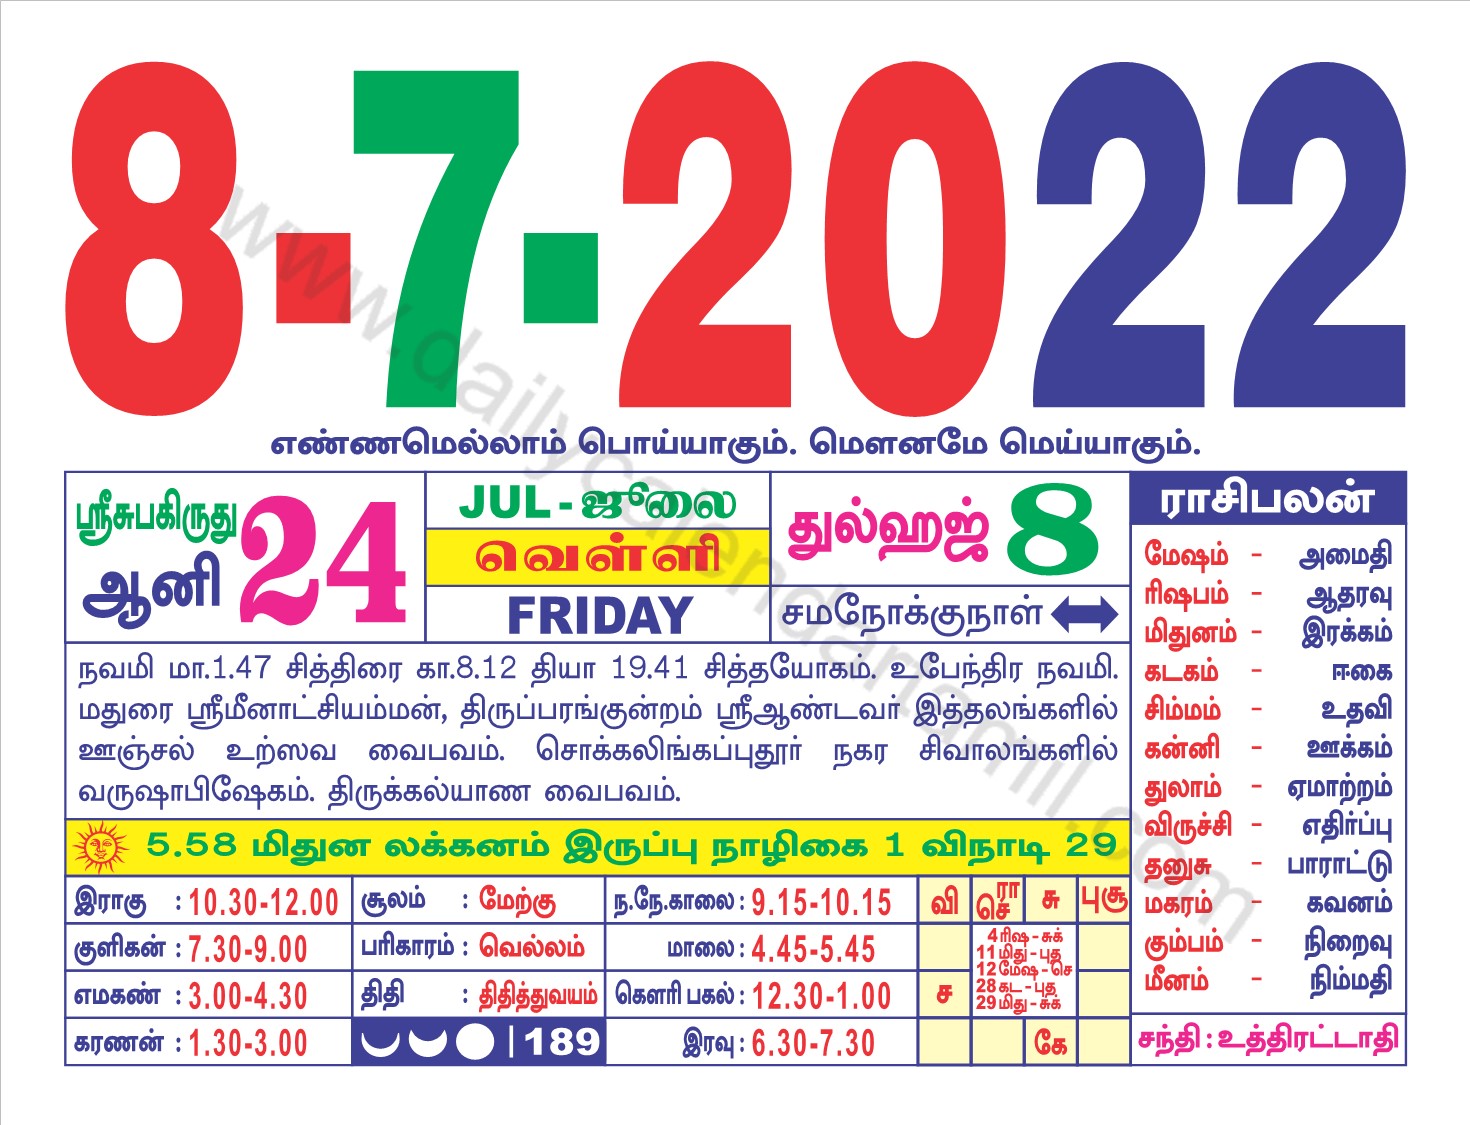 8-7-2022
எண்ணமெல்லாம் பொய்யாகும். மௌனமே மெய்யாகும்.
ஸ்ரீசுபகிருது
ஆனி 24
JUL - ஜூலை
வெள்ளி
FRIDAY
துல்ஹஜ் 8
சமநோக்குநாள்
நவமி மா.1.47 சித்திரை கா.8.12 தியா 19.41 சித்தயோகம். உபேந்திர நவமி.
மதுரை ஸ்ரீமீனாட்சியம்மன், திருப்பரங்குன்றம் ஸ்ரீஆண்டவர் இத்தலங்களில்
ஊஞ்சல் உற்ஸவ வைபவம். சொக்கலிங்கப்புதூர் நகர சிவாலங்களில்
வருஷாபிஷேகம். திருக்கல்யாண வைபவம்.
5.58 மிதுன லக்கனம் இருப்பு நாழிகை 1 விநாடி 29
இராகு : 10.30-12.00
குளிகன் : 7.30-9.00
எமகண் : 3.00-4.30
கரணன் : 1.30-3.00
சூலம் : மேற்கு
பரிகாரம் : வெல்லம்
திதி : திதித்துவயம்
189
ந.நே.காலை : 9.15-10.15
மாலை : 4.45-5.45
கௌரி பகல் : 12.30-1.00
இரவு : 6.30-7.30
வி ரா செ சு புசூ
4 ரிஷ - சுக்
11 மிது - புத
12 மேஷ - செ
28 கட - புத
29 மிது - சுக்
ச
கே
ராசிபலன்
மேஷம் - அமைதி
ரிஷபம் - ஆதரவு
மிதுனம் - இரக்கம்
கடகம் - ஈகை
சிம்மம் - உதவி
கன்னி - ஊக்கம்
துலாம் - ஏமாற்றம்
விருச்சி - எதிர்ப்பு
தனுசு - பாராட்டு
மகரம் - கவனம்
கும்பம் - நிறைவு
மீனம் - நிம்மதி
சந்தி : உத்திரட்டாதி
www.dailycalendartamil.com